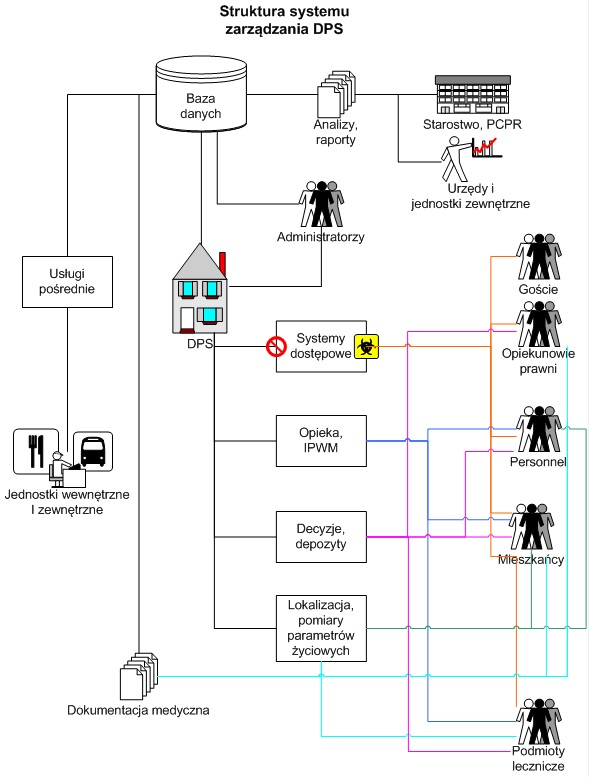 Struktura systemu
zarządzania DPS
Baza
danych
Analizy,
raporty
Starostwo, PCPR
Urzędy i
jednostki zewnętrzne
Administratorzy
Usługi
pośrednie
DPS
Goście
Systemy
dostępowe
Opiekunowie
prawni
Opieka,
IPWM
Personnel
Jednostki wewnętrzne
I zewnętrzne
Decyzje,
depozyty
Mieszkańcy
Lokalizacja,
pomiary
parametrów
życiowych
Dokumentacja medyczna
Podmioty
lecznicze